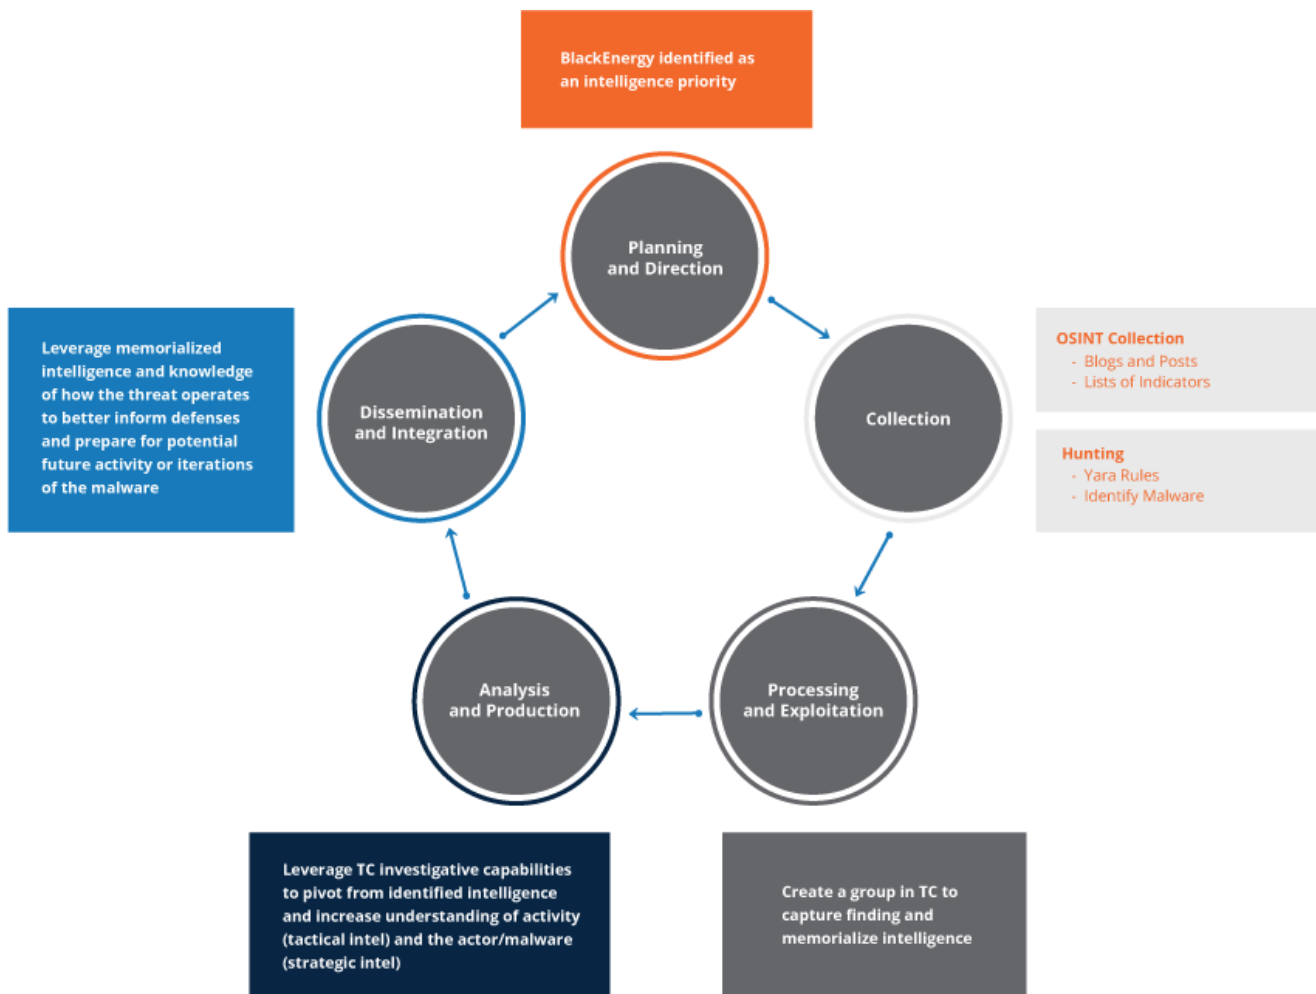 BlackEnergy identified as
an intelligence priority
Planning
and Direction
Leverage memorialized
intelligence and knowledge
of how the threat operates
to better inform defenses
and prepare for potential
future activity or iterations
of the malware
Dissemination
and Integration
Collection
OSINT Collection
- Blogs and Posts
- Lists of Indicators
Hunting
- Yara Rules
- Identify Malware
Analysis
and Production
Processing
and Exploitation
Leverage TC investigative capabilities
to pivot from identified intelligence
and increase understanding of activity
(tactical intel) and the actor/malware
(strategic intel)
Create a group in TC to
capture finding and
memorialize intelligence